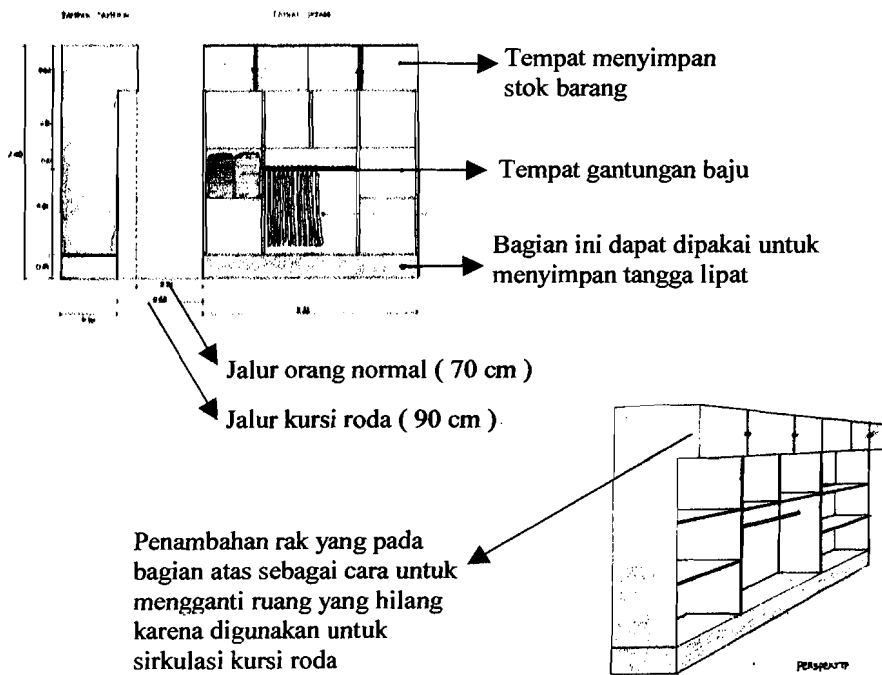 Tempat menyimpan
stok barang
Tempat gantungan baju
Bagian ini dapat dipakai untuk
menyimpan tangga lipat
Jalur orang normal ( 70 cm )
Jalur kursi roda ( 90 cm )
Penambahan rak yang pada
bagian atas sebagai cara untuk
mengganti ruang yang hilang
karena digunakan untuk
sirkulasi kursi roda
PERSPEKTIF